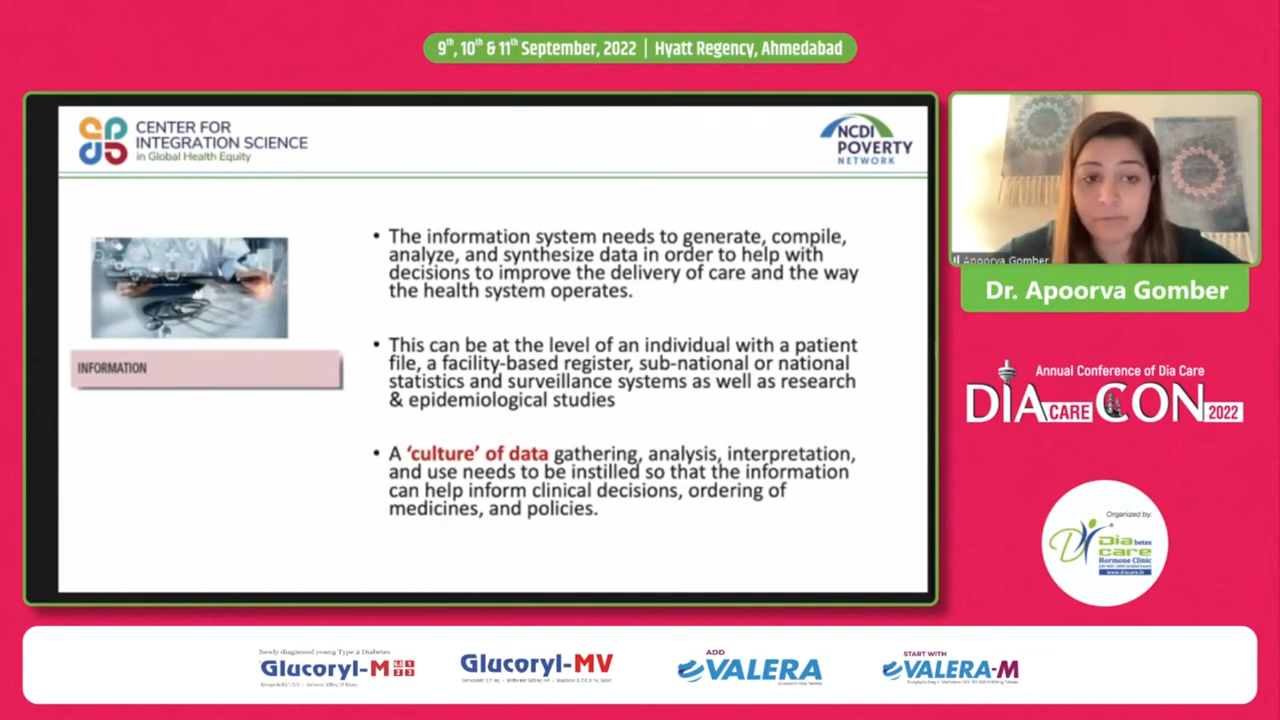 9th, 10th & 11th September, 2022 | Hyatt Regency, Ahmedabad
CENTER FOR
INTEGRATION SCIENCE
in Global Health Equity
NCDI
POVERTY
NETWORK
INFORMATION
• The information system needs to generate, compile,
analyze, and synthesize data in order to help with
decisions to improve the delivery of care and the way
the health system operates.
• This can be at the level of an individual with a patient
file, a facility-based register, sub-national or national
statistics and surveillance systems as well as research
& epidemiological studies
• A ‘culture’ of data gathering, analysis, interpretation,
and use needs to be instilled so that the information
can help inform clinical decisions, ordering of
medicines, and policies.
Apoorva Gomber
Dr. Apoorva Gomber
Annual Conference of Dia Care
DIA CARE CON 2022
Organized by:
Diabetes
care
Hormone Clinic
www.diacare.in
Newly diagnosed young Type 2 Diabetes
Glucoryl-M
Glucoryl-MV
ADD
VALERA
START WITH
VALERA-M